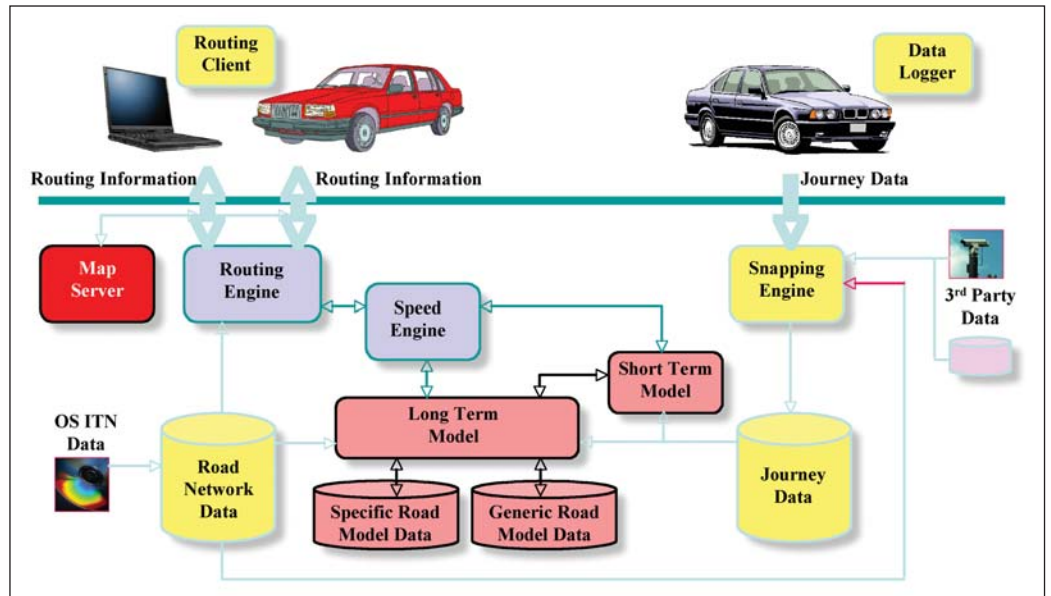 Routing
Client
Data
Logger
Routing Information
Routing Information
Journey Data
Map
Server
Routing
Engine
Speed
Engine
Snapping
Engine
3rd Party
Data
Short Term
Model
Long Term
Model
OS ITN
Data
Road
Network
Data
Specific Road
Model Data
Generic Road
Model Data
Journey
Data